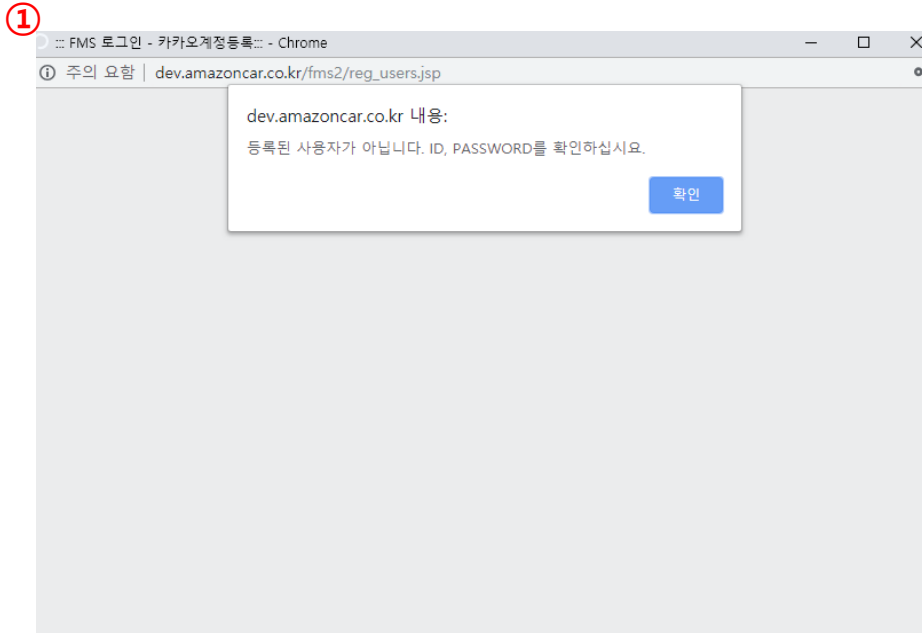 ①
::: FMS 로그인 - 카카오계정등록::: - Chrome
주의 요함 | dev.amazoncar.co.kr/fms2/reg_users.jsp
dev.amazoncar.co.kr 내용:
등록된 사용자가 아닙니다. ID, PASSWORD를 확인하십시요.
확인